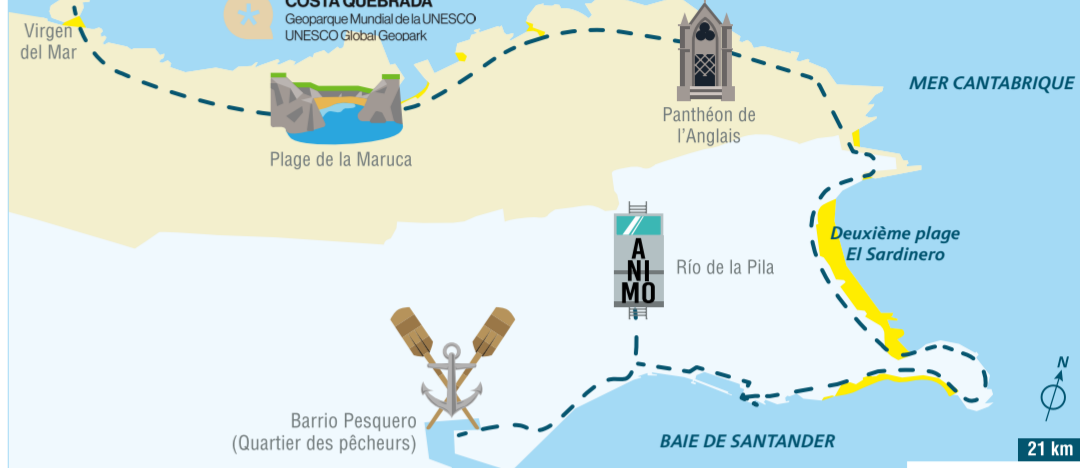 COSTA QUEBRADA
Geoparque Mundial de la UNESCO
UNESCO Global Geopark
Virgen
del Mar
MER CANTABRIQUE
Panthéon de
l'Anglais
Plage de la Maruca
Deuxième plage
El Sardinero
A
NI
MO
Río de la Pila
N
Barrio Pesquero
(Quartier des pêcheurs)
BAIE DE SANTANDER
21 km